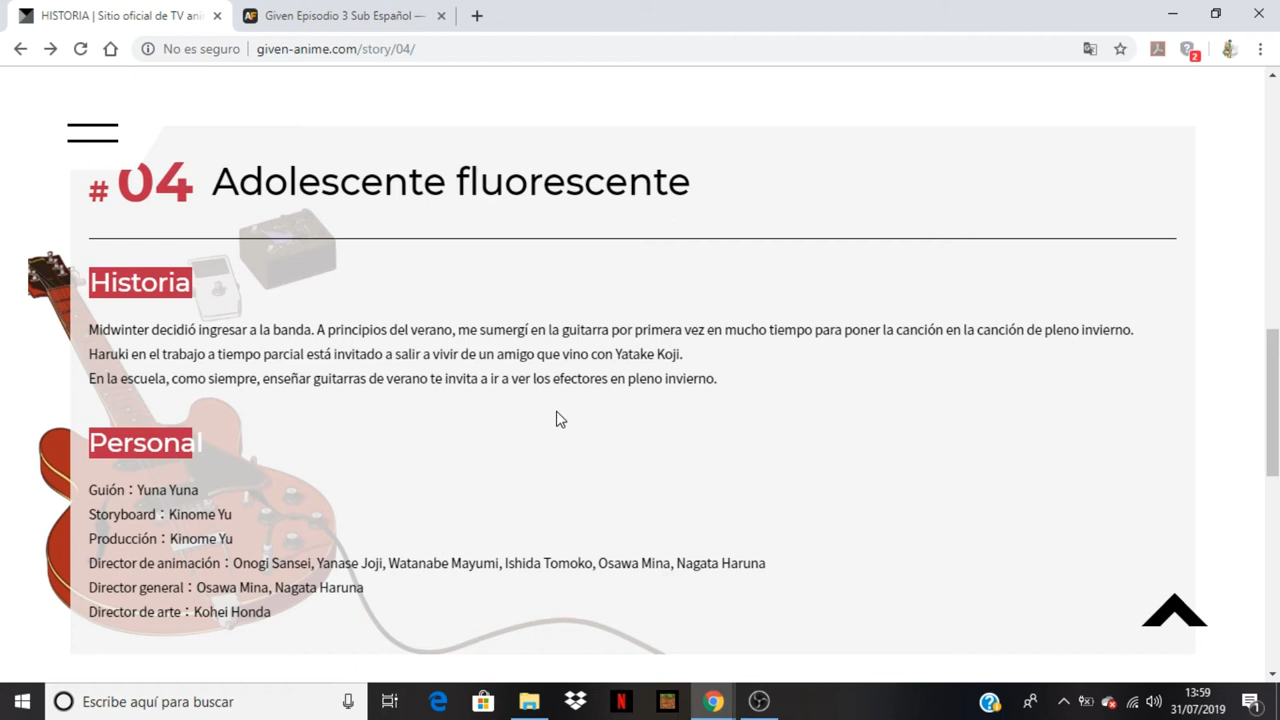 HISTORIA | Sitio oficial de TV ani
Given Episodio 3 Sub Español —
No es seguro
given-anime.com/story/04/
2
#04 Adolescente fluorescente
Historia
Midwinter decidió ingresar a la banda. A principios del verano, me sumergí en la guitarra por primera vez en mucho tiempo para poner la canción en la canción de pleno invierno.
Haruki en el trabajo a tiempo parcial está invitado a salir a vivir de un amigo que vino con Yatake Koji.
En la escuela, como siempre, enseñar guitarras de verano te invita a ir a ver los efectores en pleno invierno.
Personal
Guión：Yuna Yuna
Storyboard：Kinome Yu
Producción：Kinome Yu
Director de animación：Onogi Sansei, Yanase Joji, Watanabe Mayumi, Ishida Tomoko, Osawa Mina, Nagata Haruna
Director general：Osawa Mina, Nagata Haruna
Director de arte：Kohei Honda
Escribe aquí para buscar
13:59
31/07/2019
1